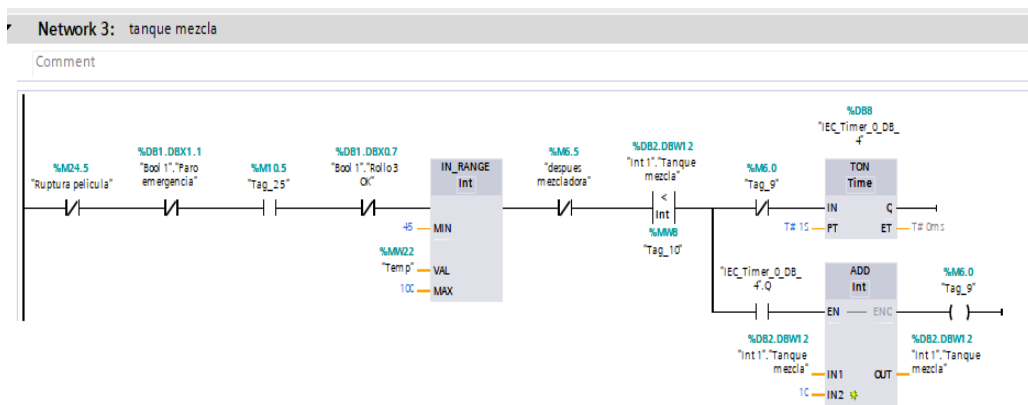 Network 3: tanque mezcla
Comment
%DB8
"IEC_Timer_0_DB_
4"
%M24.5
"Ruptura pelicula"
%DB1.DBX1.1
"Bool 1"."Paro
emergencia"
%M10.5
"Tag_25"
%DB1.DBX0.7
"Bool 1"."Rollo 3
OK"
IN_RANGE
Int
45
MIN
%MW22
"Temp"
VAL
100
MAX
%M6.5
"despues
mezcladora"
%DB2.DBW12
"Int 1"."Tanque
mezcla"
<
Int
%MW8
"Tag_10"
%M6.0
"Tag_9"
TON
Time
IN
Q
T# 1S
PT
ET
T# 0ms
"IEC_Timer_0_DB_
4".Q
ADD
Int
EN
ENO
%M6.0
"Tag_9"
%DB2.DBW12
"Int 1"."Tanque
mezcla"
IN1
OUT
%DB2.DBW12
"Int 1"."Tanque
mezcla"
10
IN2